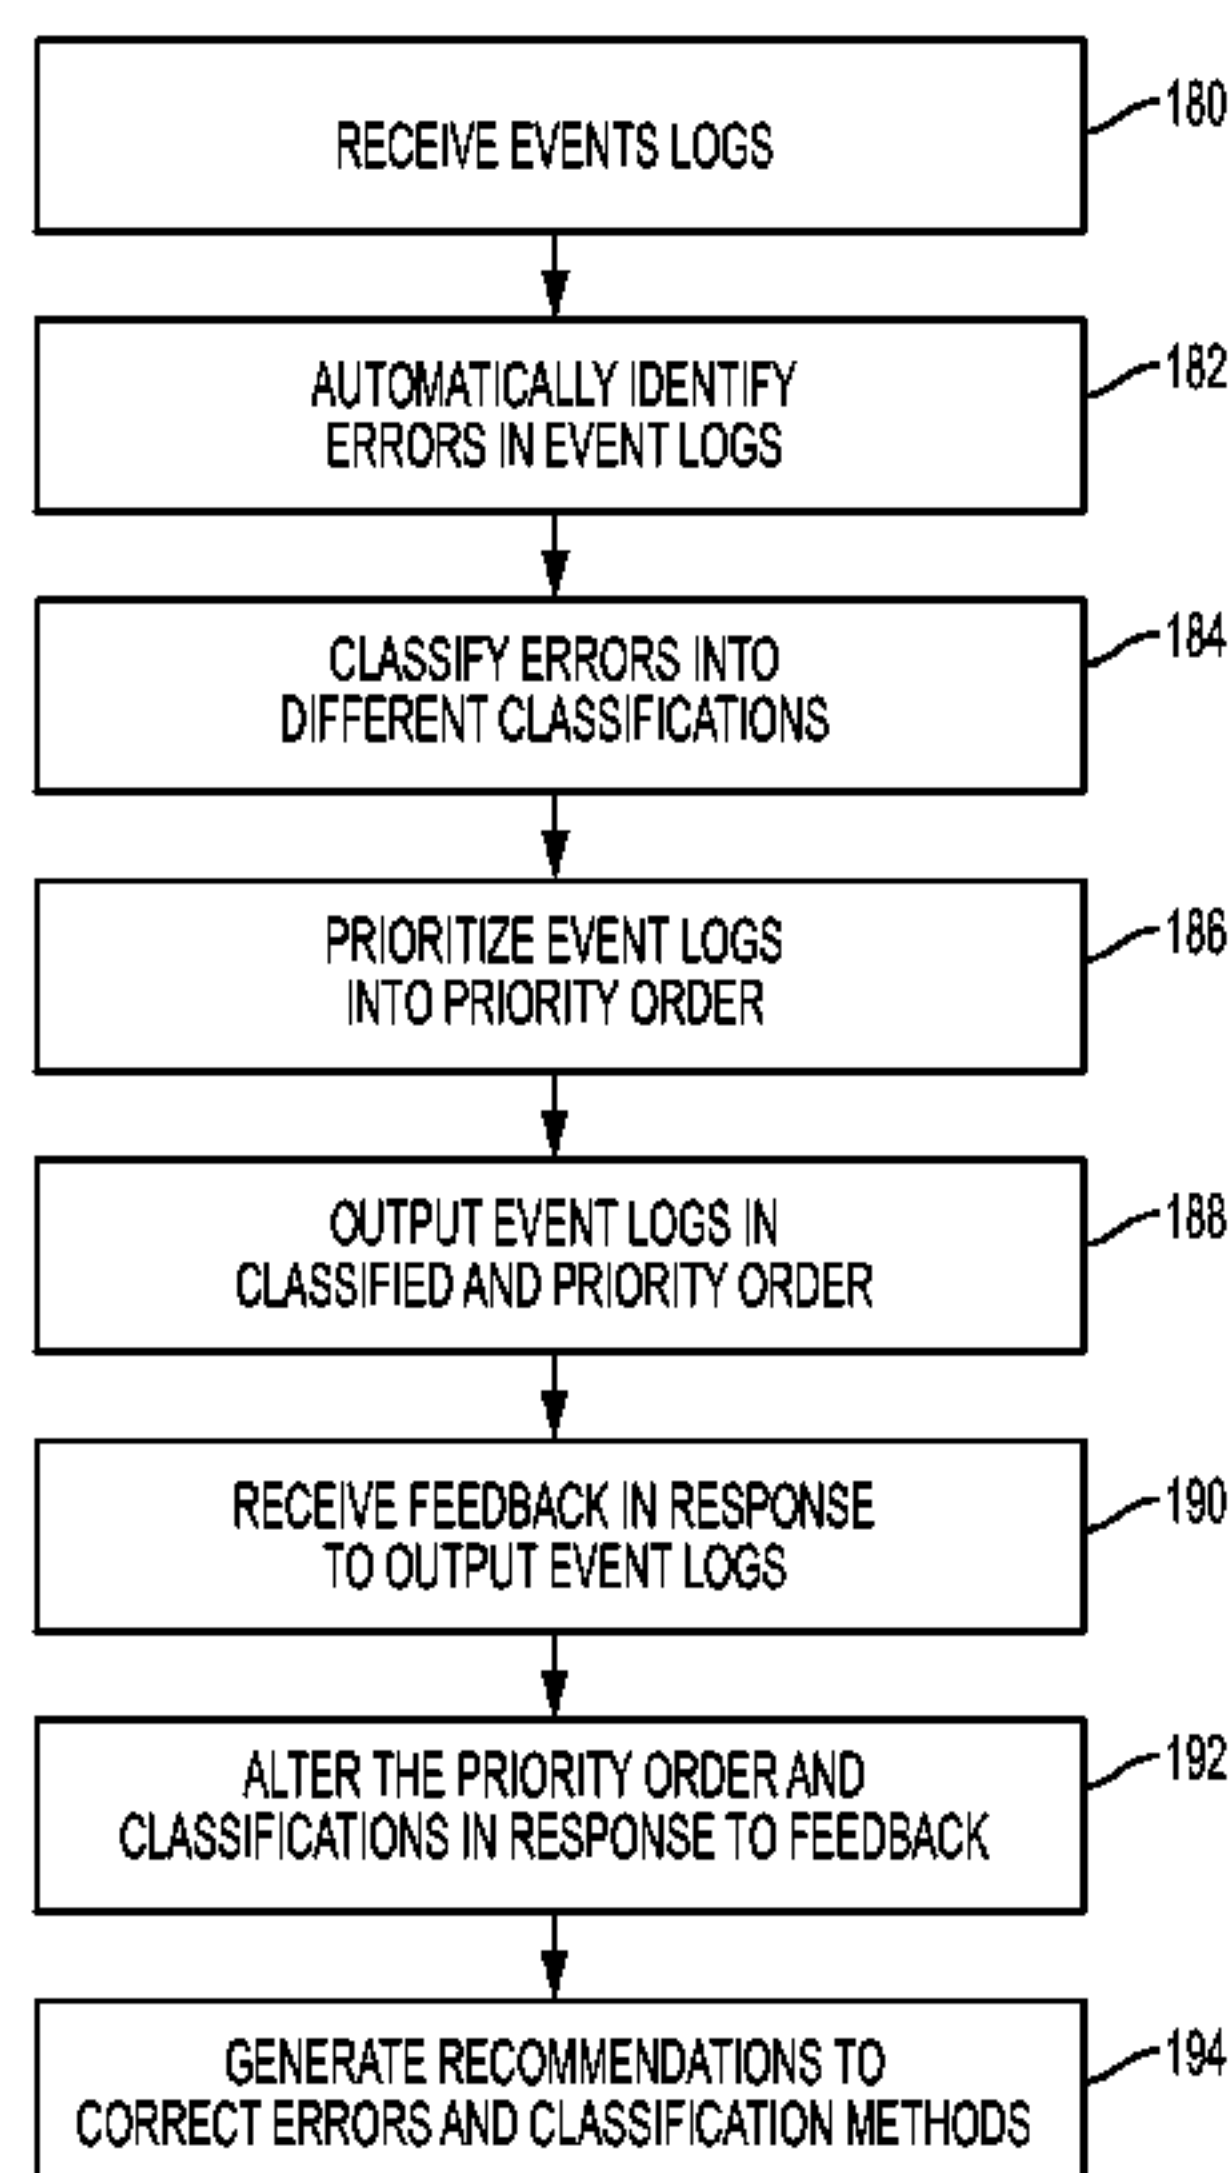 RECEIVE EVENTS LOGS
180
AUTOMATICALLY IDENTIFY
ERRORS IN EVENT LOGS
182
CLASSIFY ERRORS INTO
DIFFERENT CLASSIFICATIONS
184
PRIORITIZE EVENT LOGS
INTO PRIORITY ORDER
186
OUTPUT EVENT LOGS IN
CLASSIFIED AND PRIORITY ORDER
188
RECEIVE FEEDBACK IN RESPONSE
TO OUTPUT EVENT LOGS
190
ALTER THE PRIORITY ORDER AND
CLASSIFICATIONS IN RESPONSE TO FEEDBACK
192
GENERATE RECOMMENDATIONS TO
CORRECT ERRORS AND CLASSIFICATION METHODS
194